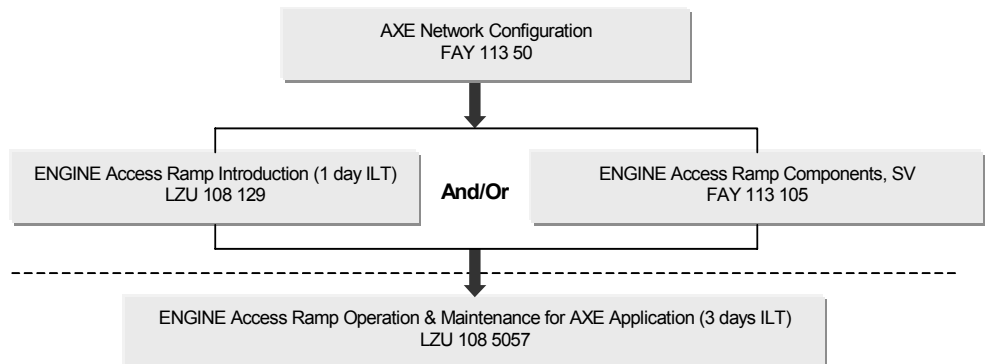 AXE Network Configuration
FAY 113 50
ENGINE Access Ramp Introduction (1 day ILT)
LZU 108 129
And/Or
ENGINE Access Ramp Components, SV
FAY 113 105
ENGINE Access Ramp Operation & Maintenance for AXE Application (3 days ILT)
LZU 108 5057